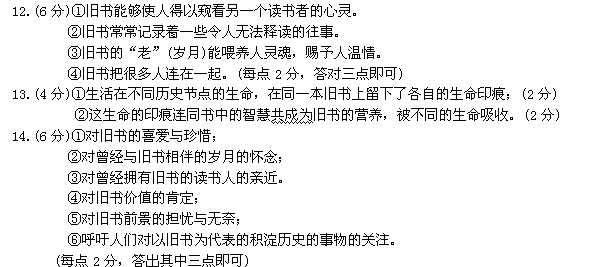 12.(6分)①旧书能够使人得以窥看另一个读书者的心灵。
②旧书常常记录着一些令人无法释读的往事。
③旧书的“老”(岁月)能喂养人灵魂，赐予人温情。
④旧书把很多人连在一起。(每点2分，答对三点即可)
13.(4分)①生活在不同历史节点的生命，在同一本旧书上留下了各自的生命印痕；(2分)
②这生命的印痕连同书中的智慧共成为旧书的营养，被不同的生命吸收。(2分)
14.(6分)①对旧书的喜爱与珍惜；
②对曾经与旧书相伴的岁月的怀念；
③对曾经拥有旧书的读书人的亲近。
④对旧书价值的肯定；
⑤对旧书前景的担忧与无奈；
⑥呼吁人们对以旧书为代表的积淀历史的事物的关注。
(每点2分，答出其中三点即可)